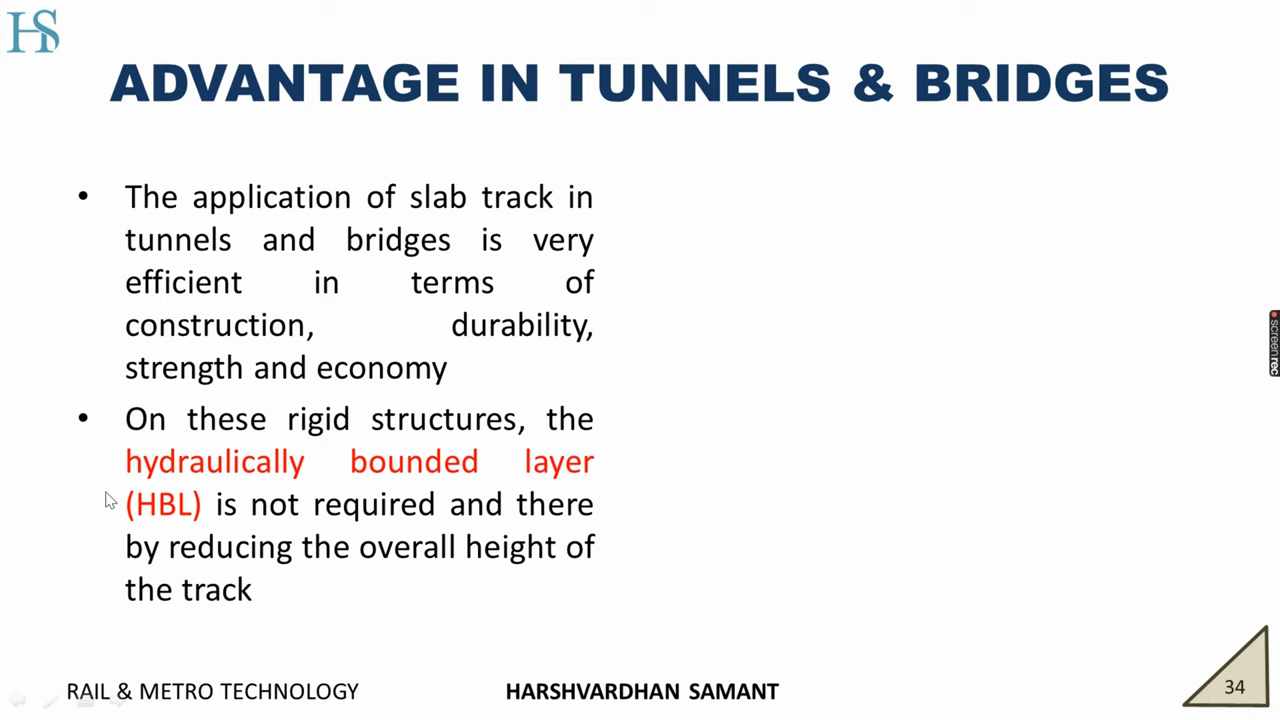 HS
ADVANTAGE IN TUNNELS & BRIDGES
• The application of slab track in
tunnels and bridges is very
efficient in terms of
construction, durability,
strength and economy
• On these rigid structures, the
hydraulically bounded layer
(HBL) is not required and there
by reducing the overall height of
the track
screenrec
RAIL & METRO TECHNOLOGY
HARSHVARDHAN SAMANT
34